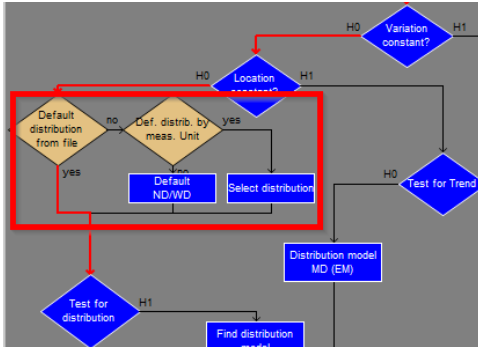 H0
Variation
constant?
H1
H0
Location
constant?
H1
Default
distribution
from file
no
Def. distrib. by
meas. Unit
yes
yes
no
Default
ND/WD
Select distribution
H0
Test for Trend
Distribution model
MD (EM)
Test for
distribution
H1
Find distribution
model